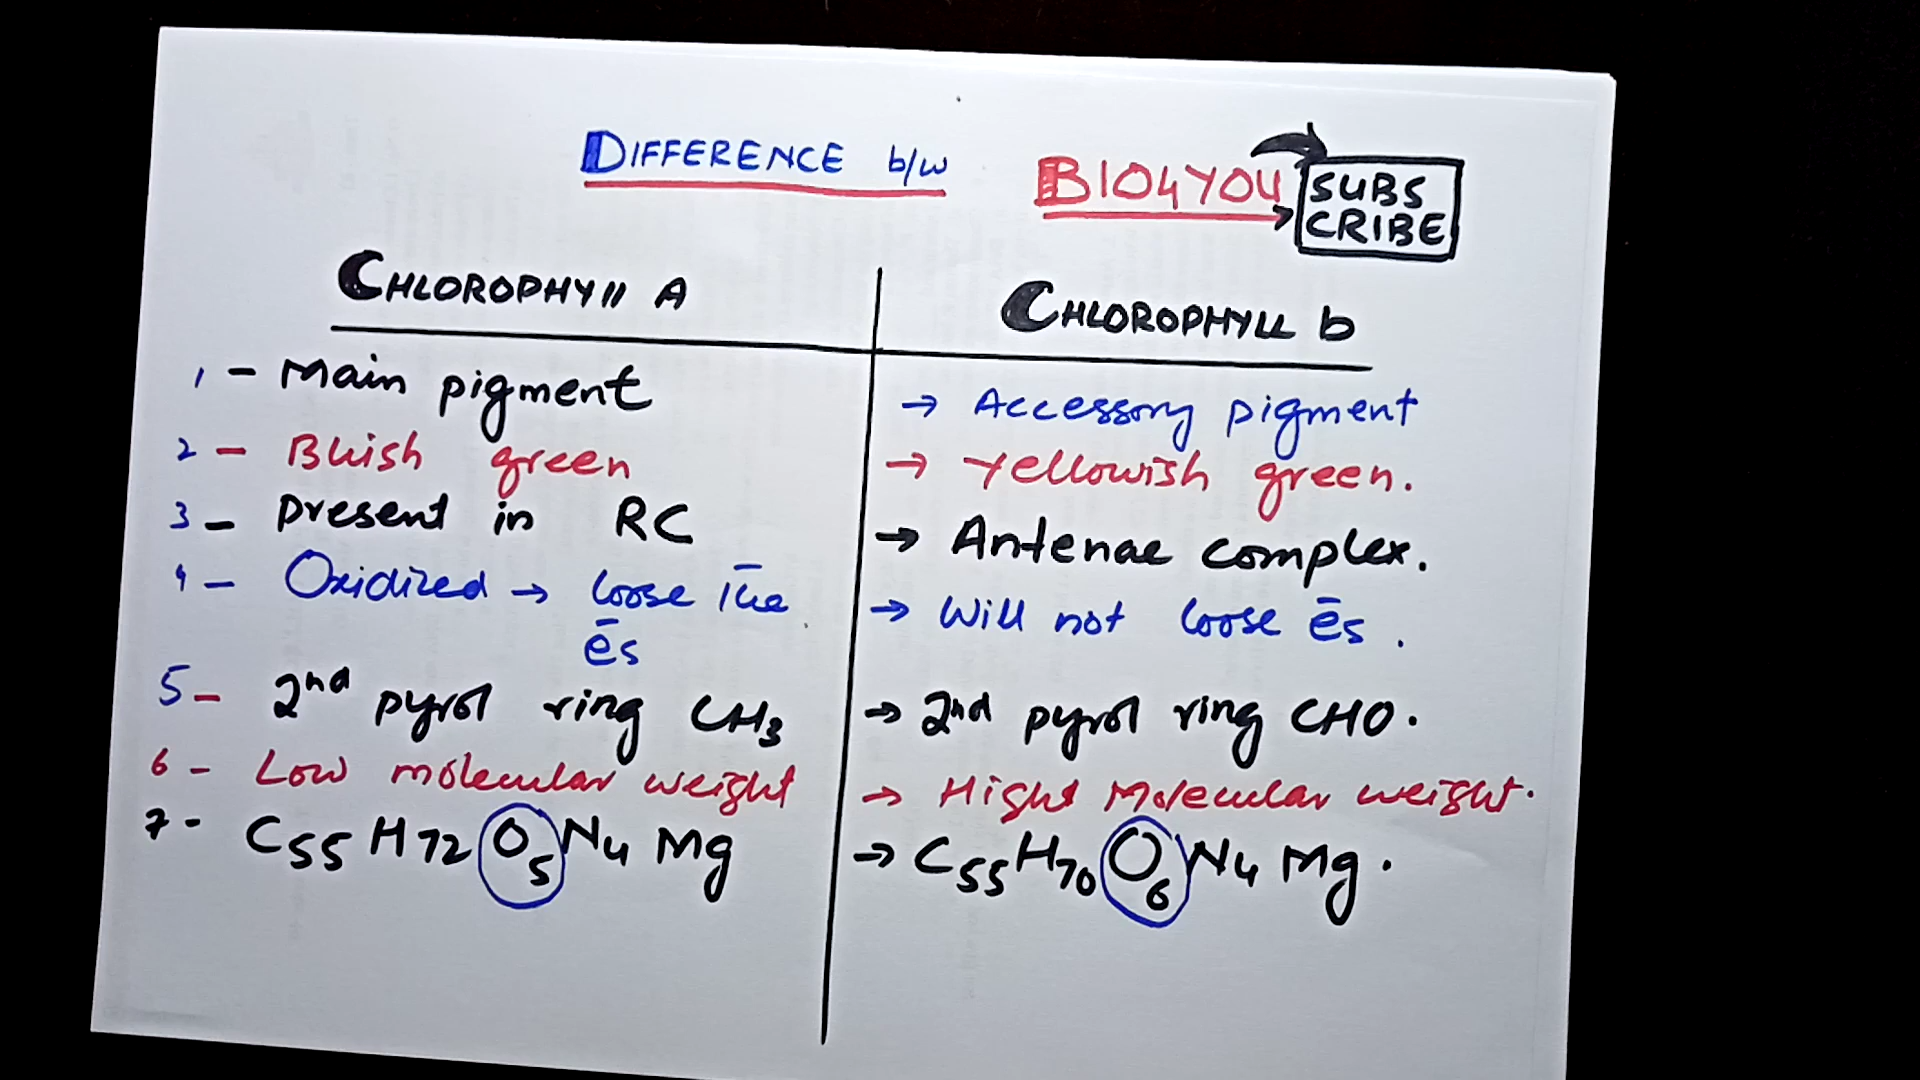 DIFFERENCE b/w
BIO4YOU SUBS
CRIBE
CHLOROPHYll A
CHLOROPHYLL b
1 - Main pigment
→ Accessory pigment
2 - Bluish green
→ Yellowish green.
3 - Present in RC
→ Antenae complex.
4 - Oxidized → loose
ēs
→ Will not loose ēs.
5 - 2nd pyrol ring CH3
→ 2nd pyrol ring CHO.
6 - Low molecular weight
→ Hight Molecular weight.
7 - C55 H72 O5 N4 Mg
→ C55 H70 O6 N4 Mg.